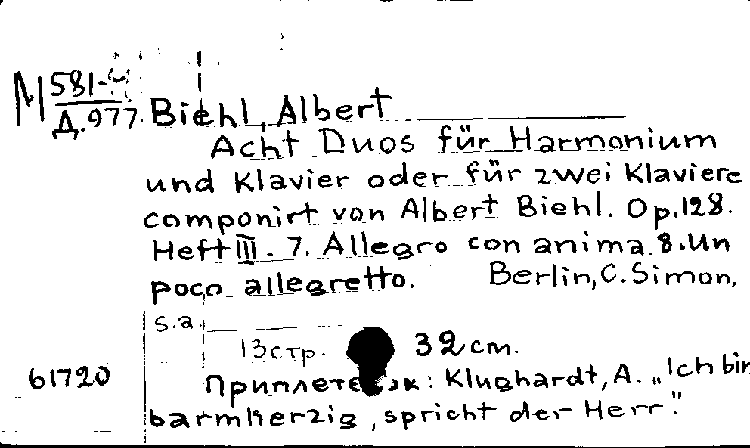 М 581-4
Д.977. Biehl, Albert
Acht Duos für Harmonium
und Klavier oder für zwei Klaviere
componirt von Albert Biehl. Op.128.
Heft III. 7. Allegro con anima. 8. Un
poco allegretto. Berlin, C. Simon,
s.a.
13 стр. 32 cm.
61720
к: Klughardt, A. „Ich bin
barmherzig, spricht der Herr."